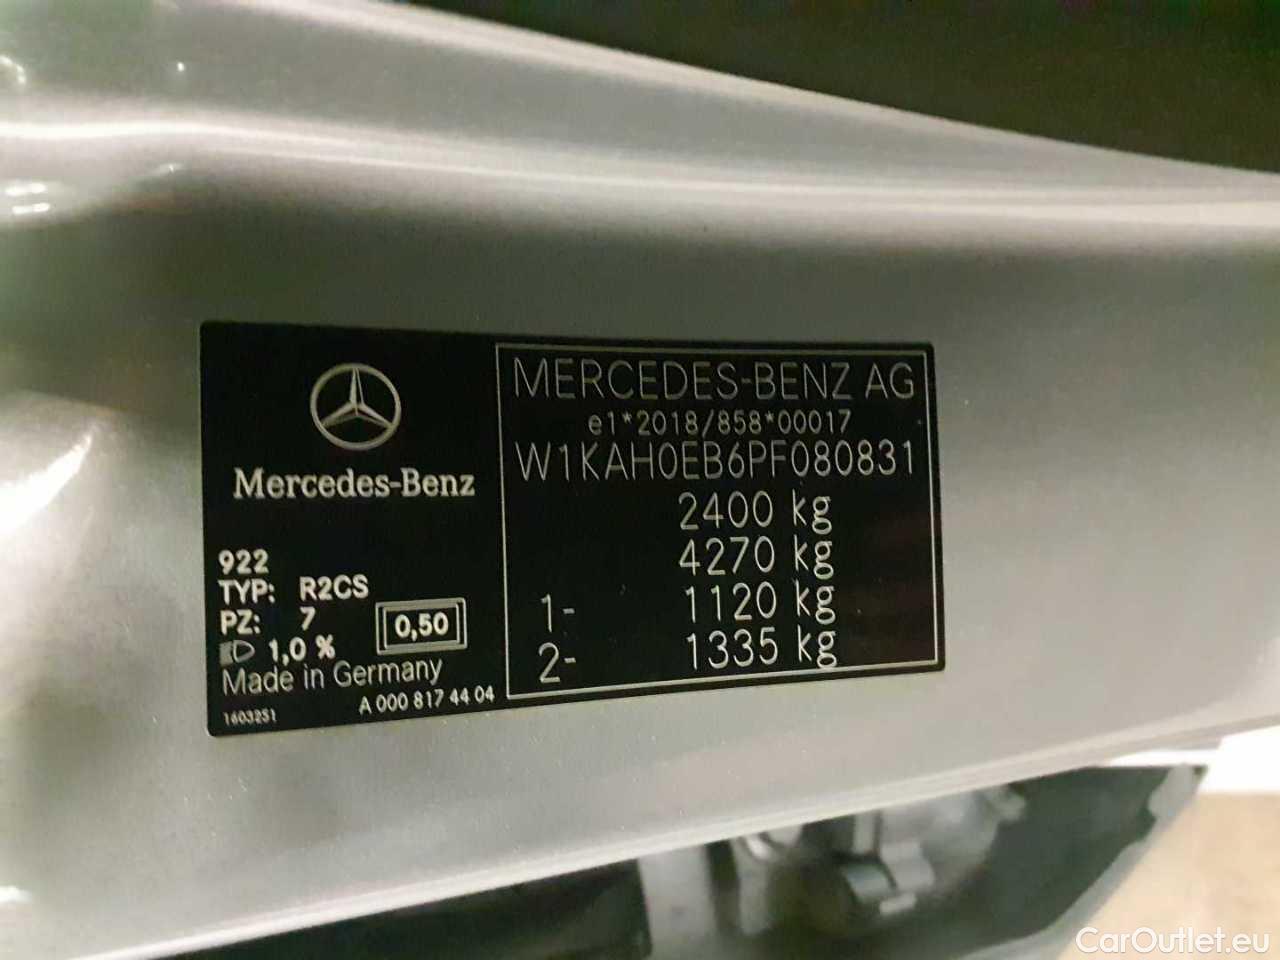 Mercedes-Benz
922
TYP: R2CS
PZ: 7
1,0 %
0,50
Made in Germany
1603251
A 000 817 44 04
MERCEDES-BENZ AG
e1*2018/858*00017
W1KAH0EB6PF080831
2400 kg
4270 kg
1- 1120 kg
2- 1335 kg
CarOutlet.eu